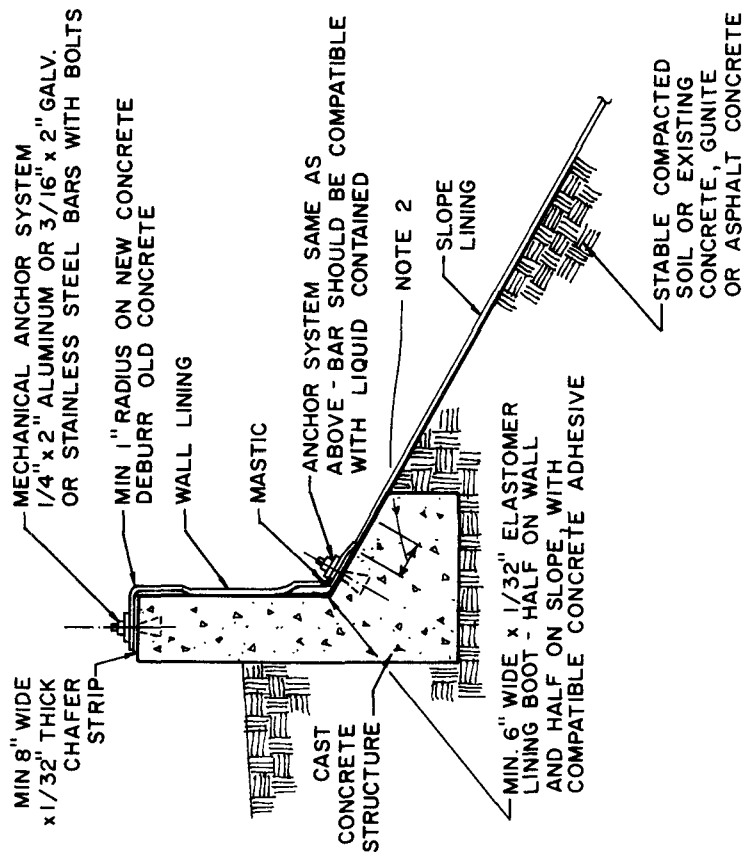 MIN 8" WIDE
x 1/32" THICK
CHAFER
STRIP
MECHANICAL ANCHOR SYSTEM
1/4" x 2" ALUMINUM OR 3/16" x 2" GALV.
OR STAINLESS STEEL BARS WITH BOLTS
MIN 1" RADIUS ON NEW CONCRETE
DEBURR OLD CONCRETE
WALL LINING
MASTIC
ANCHOR SYSTEM SAME AS
ABOVE - BAR SHOULD BE COMPATIBLE
WITH LIQUID CONTAINED
NOTE 2
SLOPE
LINING
CAST
CONCRETE
STRUCTURE
MIN. 6" WIDE x 1/32" ELASTOMER
LINING BOOT - HALF ON WALL
AND HALF ON SLOPE, WITH
COMPATIBLE CONCRETE ADHESIVE
STABLE COMPACTED
SOIL OR EXISTING
CONCRETE, GUNITE
OR ASPHALT CONCRETE